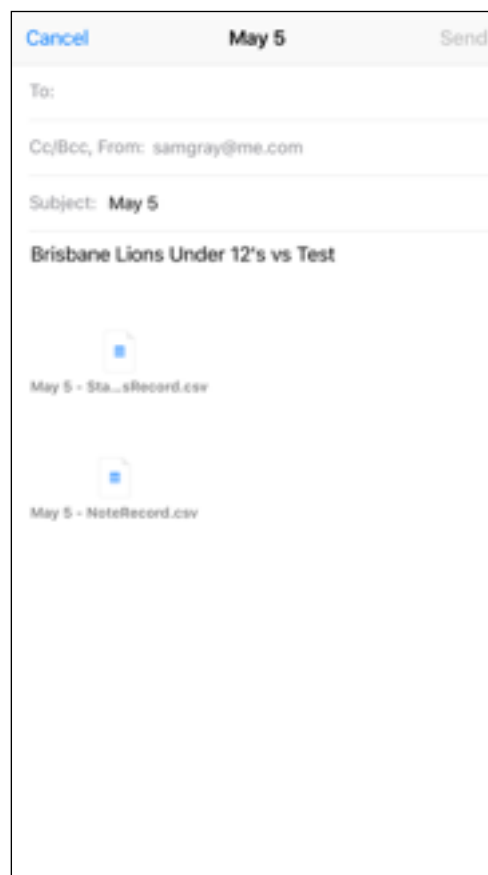 Cancel May 5 Send
To:
Cc/Bcc, From: samgray@me.com
Subject: May 5
Brisbane Lions Under 12's vs Test
May 5 - Sta...sRecord.csv
May 5 - NoteRecord.csv